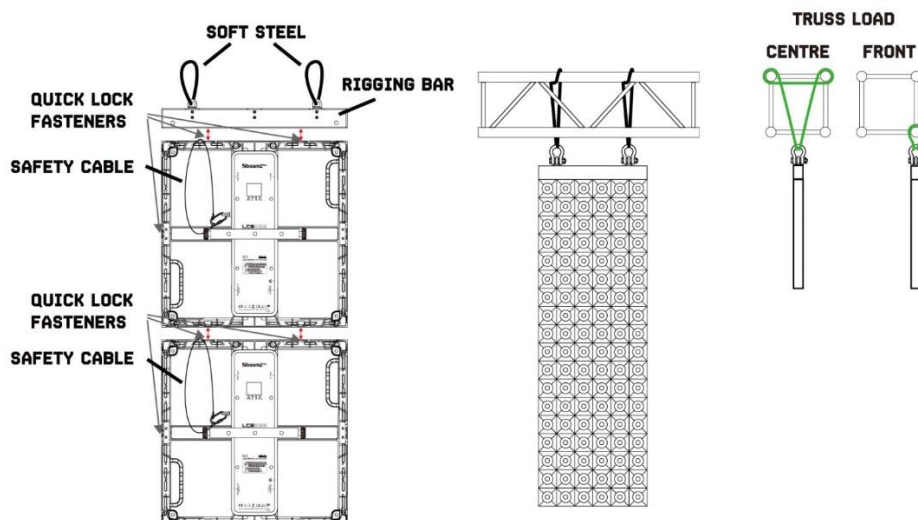 SOFT STEEL
RIGGING BAR
QUICK LOCK
FASTENERS
SAFETY CABLE
QUICK LOCK
FASTENERS
SAFETY CABLE
TRUSS LOAD
CENTRE
FRONT